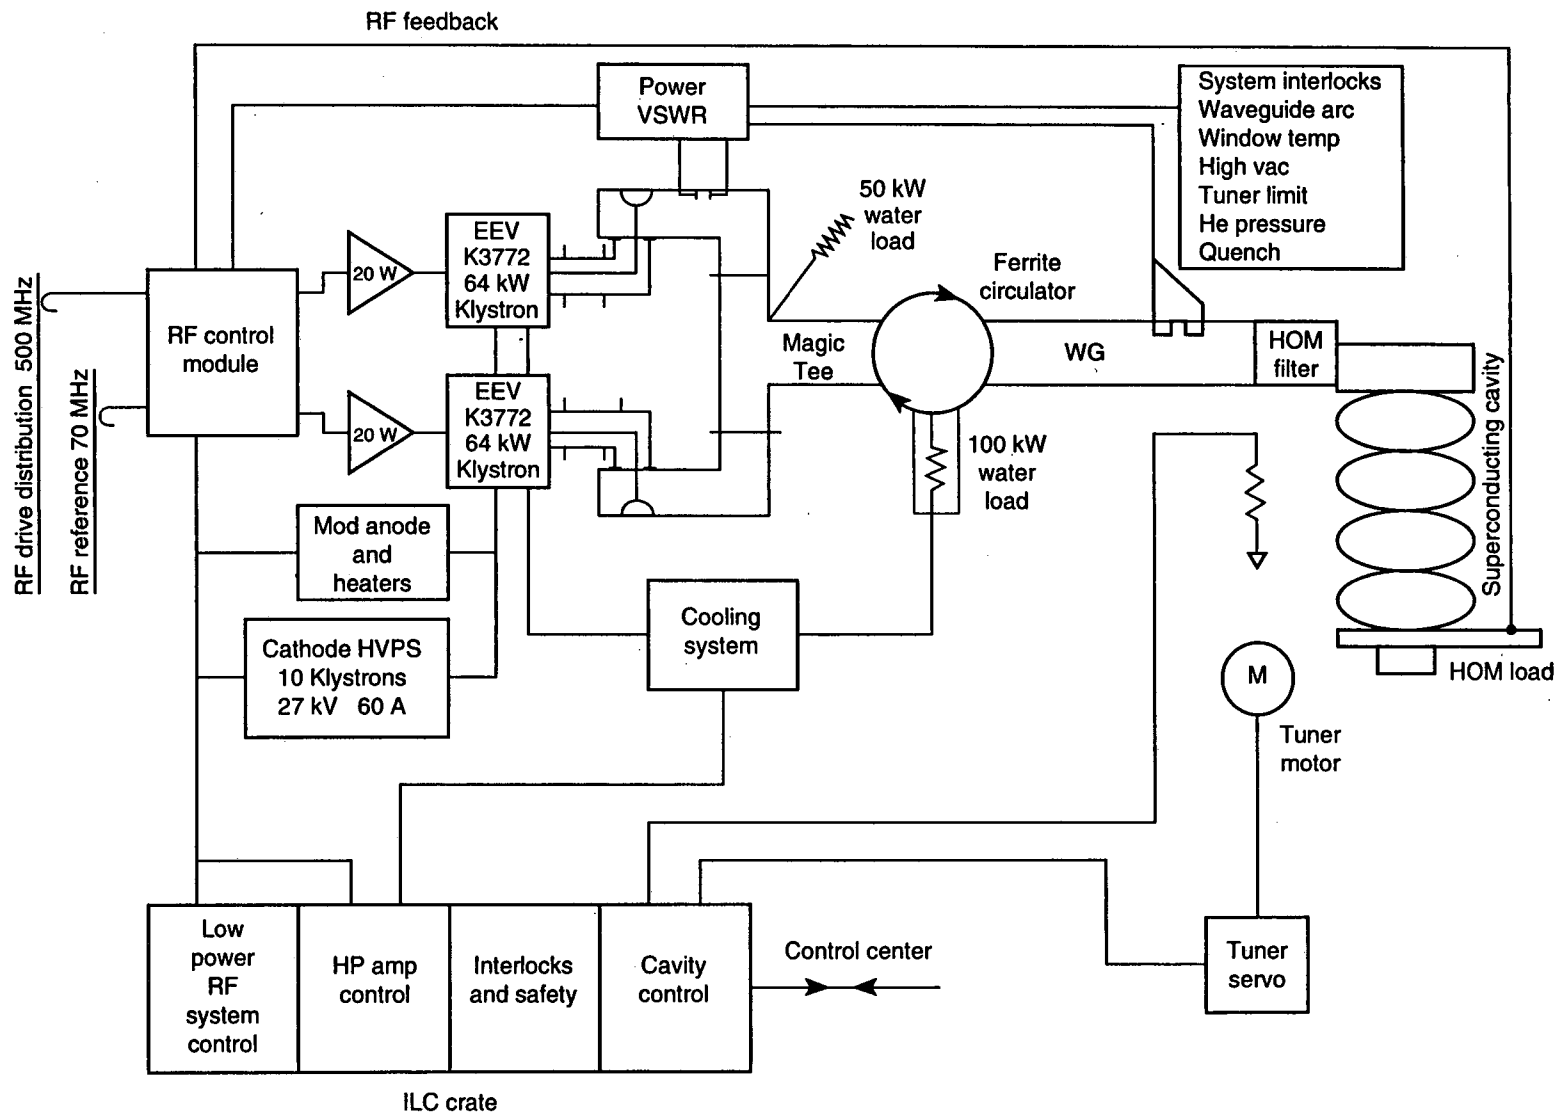 RF feedback
Power
VSWR
System interlocks
Waveguide arc
Window temp
High vac
Tuner limit
He pressure
Quench
50 kW
water
load
EEV
K3772
64 kW
Klystron
20 W
Ferrite
circulator
RF control
module
Magic
Tee
WG
HOM
filter
RF drive distribution 500 MHz
RF reference 70 MHz
EEV
K3772
64 kW
Klystron
20 W
100 kW
water
load
Superconducting cavity
Mod anode
and
heaters
Cooling
system
Cathode HVPS
10 Klystrons
27 kV 60 A
M
HOM load
Tuner
motor
Low
power
RF
system
control
HP amp
control
Interlocks
and safety
Cavity
control
Control center
Tuner
servo
ILC crate